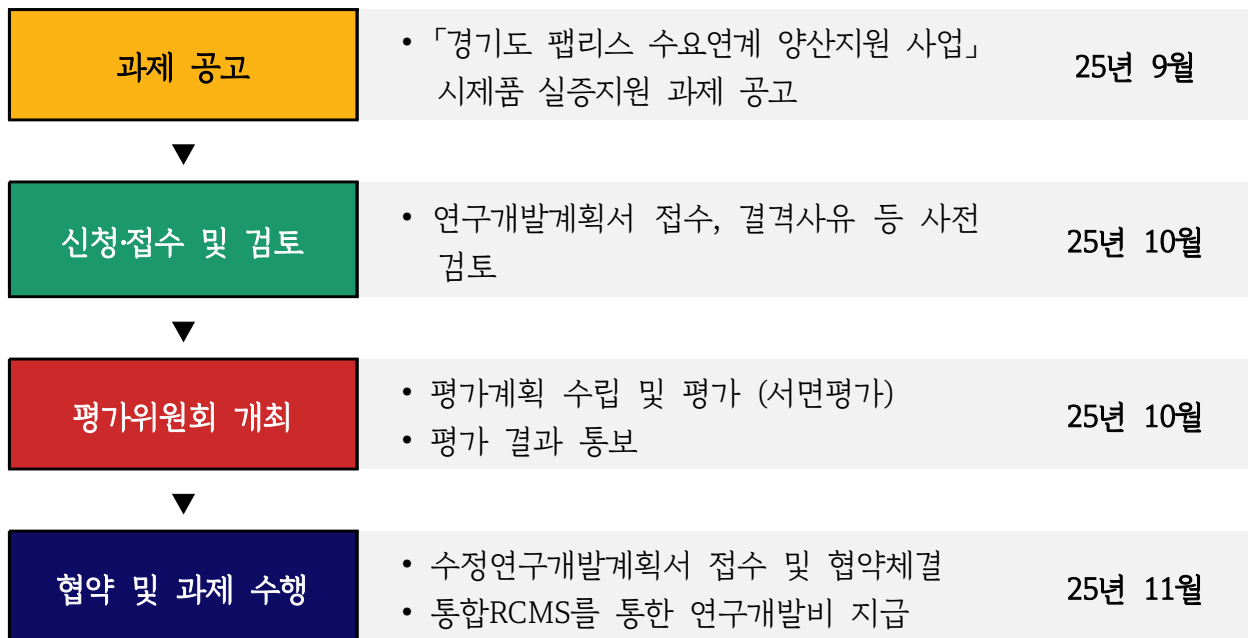 과제 공고
• 「경기도 팹리스 수요연계 양산지원 사업」
시제품 실증지원 과제 공고
25년 9월
▼
신청·접수 및 검토
• 연구개발계획서 접수, 결격사유 등 사전
검토
25년 10월
▼
평가위원회 개최
• 평가계획 수립 및 평가 (서면평가)
• 평가 결과 통보
25년 10월
▼
협약 및 과제 수행
• 수정연구개발계획서 접수 및 협약체결
• 통합RCMS를 통한 연구개발비 지급
25년 11월